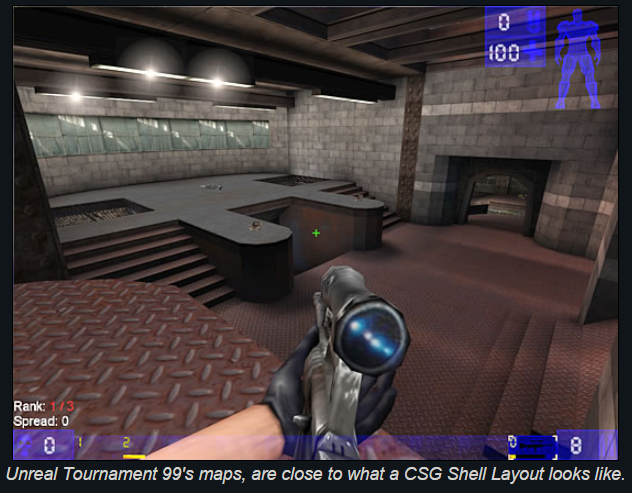 0
100
Rank: 1 / 3
Spread: 0
0 1 2 0 8
Unreal Tournament 99's maps, are close to what a CSG Shell Layout looks like.